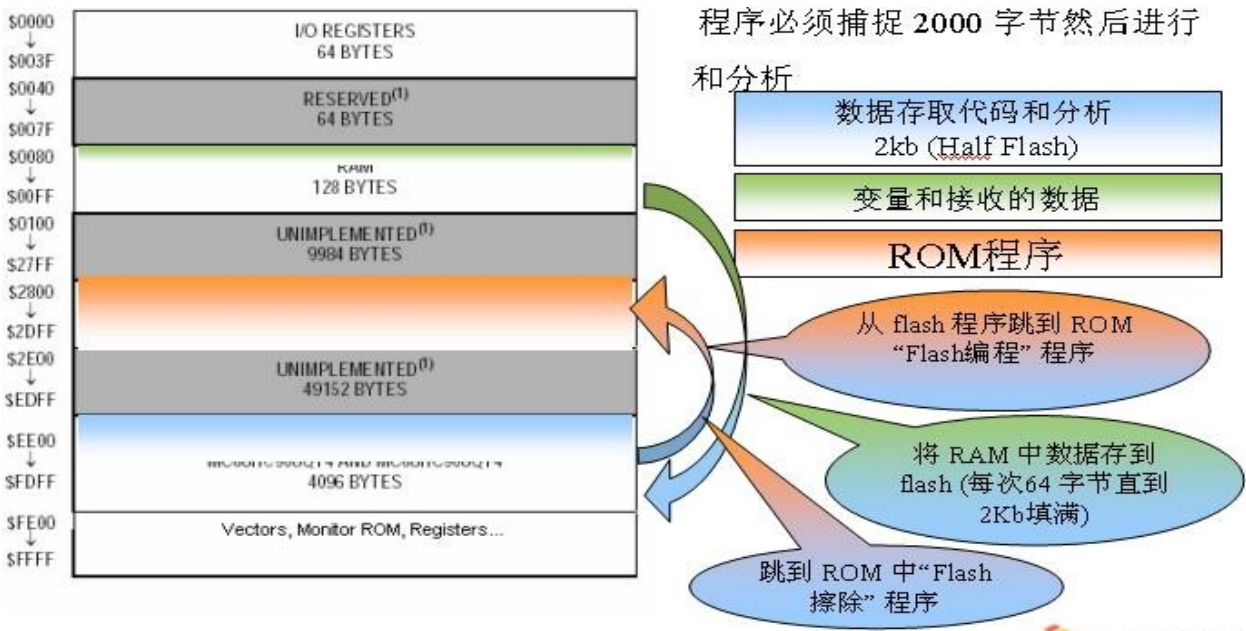 $0000
↓
$003F
I/O REGISTERS
64 BYTES
$0040
↓
$007F
RESERVED(1)
64 BYTES
$0080
↓
$00FF
RAM
128 BYTES
$0100
↓
$27FF
UNIMPLEMENTED(1)
9984 BYTES
$2800
↓
$2DFF
$2E00
↓
$EDFF
UNIMPLEMENTED(1)
49152 BYTES
$EE00
↓
$FDFF
4096 BYTES
$FE00
↓
$FFFF
Vectors, Monitor ROM, Registers...
程序必须捕捉 2000 字节然后进行
和分析
数据存取代码和分析
2kb (Half Flash)
变量和接收的数据
ROM程序
从 flash 程序跳到 ROM
“Flash编程” 程序
将 RAM 中数据存到
flash (每次64 字节直到
2Kb填满)
跳到 ROM 中“Flash
擦除” 程序